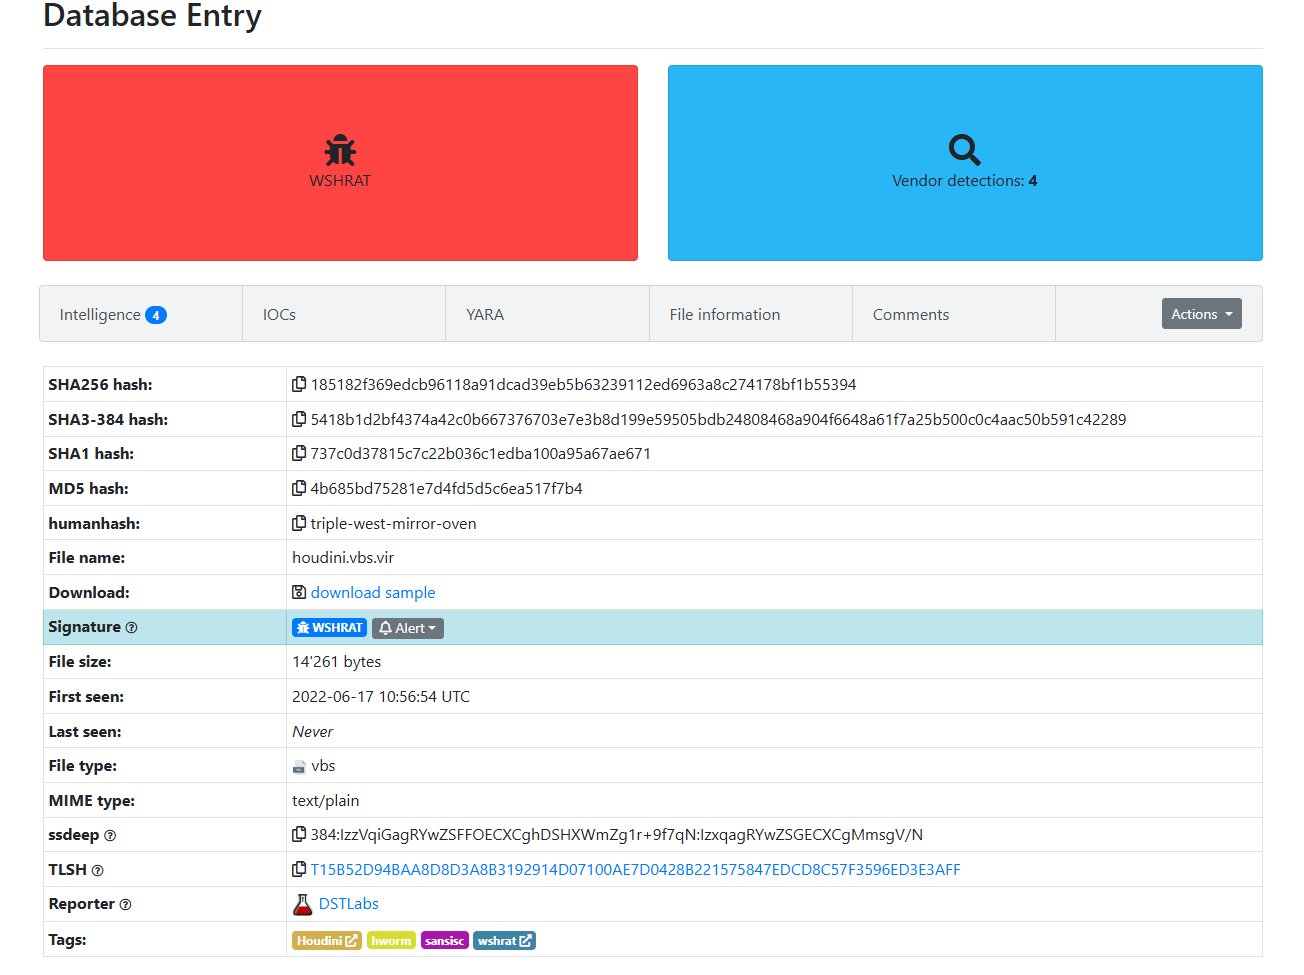 Database Entry
WSHRAT
Vendor detections: 4
Intelligence 4 IOCs YARA File information Comments Actions
SHA256 hash: 185182f369edcb96118a91dcad39eb5b63239112ed6963a8c274178bf1b55394
SHA3-384 hash: 5418b1d2bf4374a42c0b667376703e7e3b8d199e59505bdb24808468a904f6648a61f7a25b500c0c4aac50b591c42289
SHA1 hash: 737c0d37815c7c22b036c1edba100a95a67ae671
MD5 hash: 4b685bd75281e7d4fd5d5c6ea517f7b4
humanhash: triple-west-mirror-oven
File name: houdini.vbs.vir
Download: download sample
Signature WSHRAT Alert
File size: 14'261 bytes
First seen: 2022-06-17 10:56:54 UTC
Last seen: Never
File type: vbs
MIME type: text/plain
ssdeep 384:IzzVqiGagRYwZSFFOECXCghDSHXWmZg1r+9f7qN:IzxqagRYwZSGECXCgMmsgV/N
TLSH T15B52D94BAA8D8D3A8B3192914D07100AE7D0428B221575847EDCD8C57F3596ED3E3AFF
Reporter DSTLabs
Tags: Houdini hworm sansisc wshrat